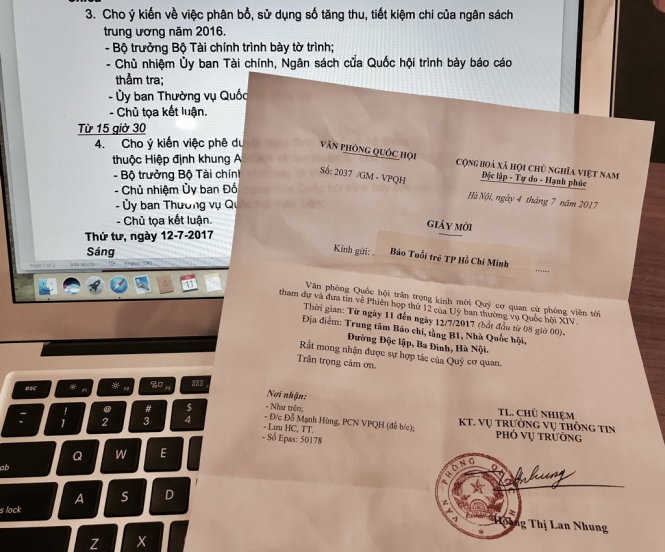 3. Cho ý kiến về việc phân bổ, sử dụng số tăng thu, tiết kiệm chi của ngân sách
trung ương năm 2016.
- Bộ trưởng Bộ Tài chính trình bày tờ trình;
- Chủ nhiệm Ủy ban Tài chính, Ngân sách của Quốc hội trình bày báo cáo
thẩm tra;
- Ủy ban Thường vụ Quốc
- Chủ tọa kết luận.
Từ 15 giờ 30
4. Cho ý kiến việc phê du
thuộc Hiệp định khung A
- Bộ trưởng Bộ Tài chính
- Chủ nhiệm Ủy ban Đố
- Ủy ban Thường vụ Qu
- Chủ tọa kết luận.
Thứ tư, ngày 12-7-2017
Sáng
VĂN PHÒNG QUỐC HỘI
Số: 2037 /GM - VPQH
CỘNG HOÀ XÃ HỘI CHỦ NGHĨA VIỆT NAM
Độc lập - Tự do - Hạnh phúc
Hà Nội, ngày 4 tháng 7 năm 2017
GIẤY MỜI
Kính gửi: Báo Tuổi trẻ TP Hồ Chí Minh ......
Văn phòng Quốc hội trân trọng kính mời Quý cơ quan cử phóng viên tới
tham dự và đưa tin về Phiên họp thứ 12 của Uỷ ban thường vụ Quốc hội XIV.
Thời gian: Từ ngày 11 đến ngày 12/7/2017 (bắt đầu từ 08 giờ 00).
Địa điểm: Trung tâm Báo chí, tầng B1, Nhà Quốc hội,
Đường Độc lập, Ba Đình, Hà Nội.
Rất mong nhận được sự hợp tác của Quý cơ quan.
Trân trọng cảm ơn.
Nơi nhận:
- Như trên;
- Đ/c Đỗ Mạnh Hùng, PCN VPQH (để b/c);
- Lưu HC, TT.
- Số Epas: 50178
TL. CHỦ NHIỆM
KT. VỤ TRƯỞNG VỤ THÔNG TIN
PHÓ VỤ TRƯỞNG
Hoàng Thị Lan Nhung
esc F1 F2 F3
~ ! 1 @ 2 # 3 $ 4
ab Q W E
s lock A S D
Z X